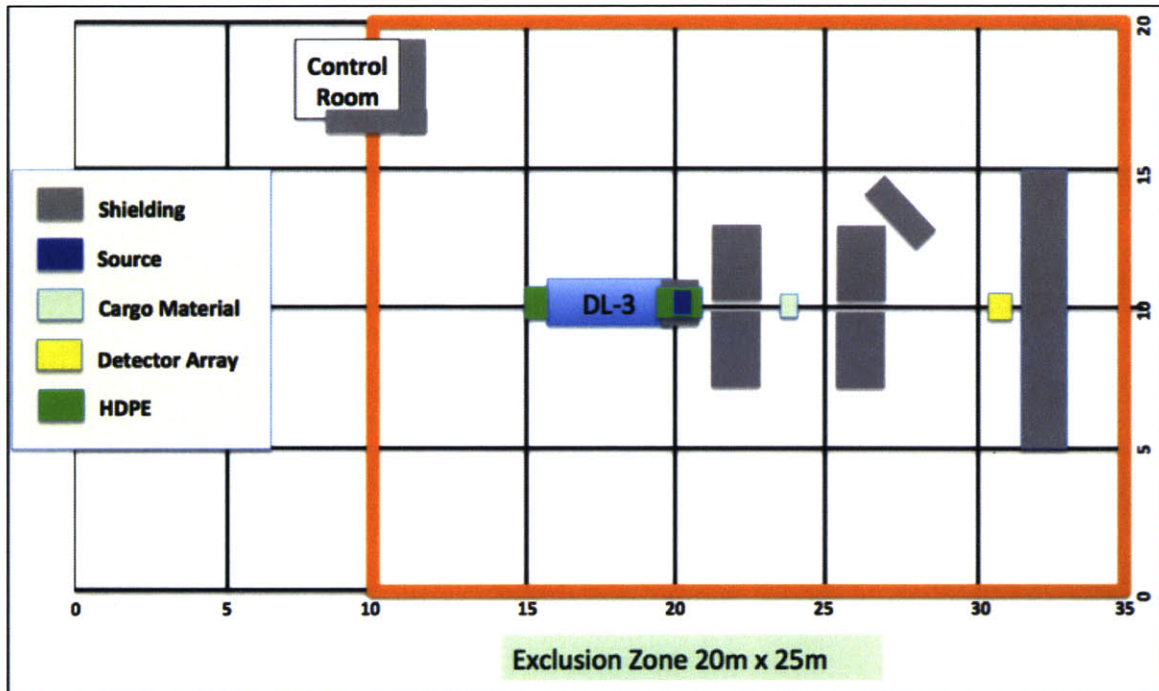 Control
Room
20
15
Shielding
Source
Cargo Material
Detector Array
HDPE
DL-3
10
5
0
0 5 10 15 20 25 30 35
Exclusion Zone 20m x 25m